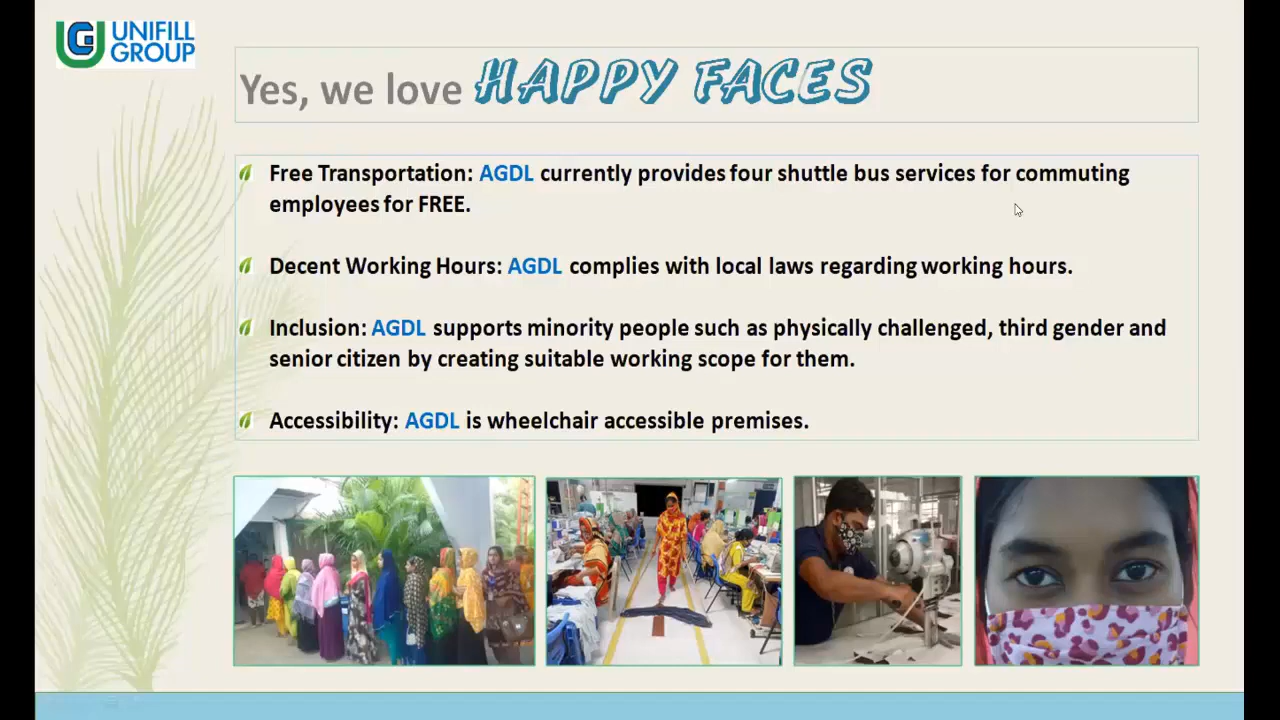 UNIFILL
GROUP
Yes, we love HAPPY FACES
Free Transportation: AGDL currently provides four shuttle bus services for commuting
employees for FREE.
Decent Working Hours: AGDL complies with local laws regarding working hours.
Inclusion: AGDL supports minority people such as physically challenged, third gender and
senior citizen by creating suitable working scope for them.
Accessibility: AGDL is wheelchair accessible premises.